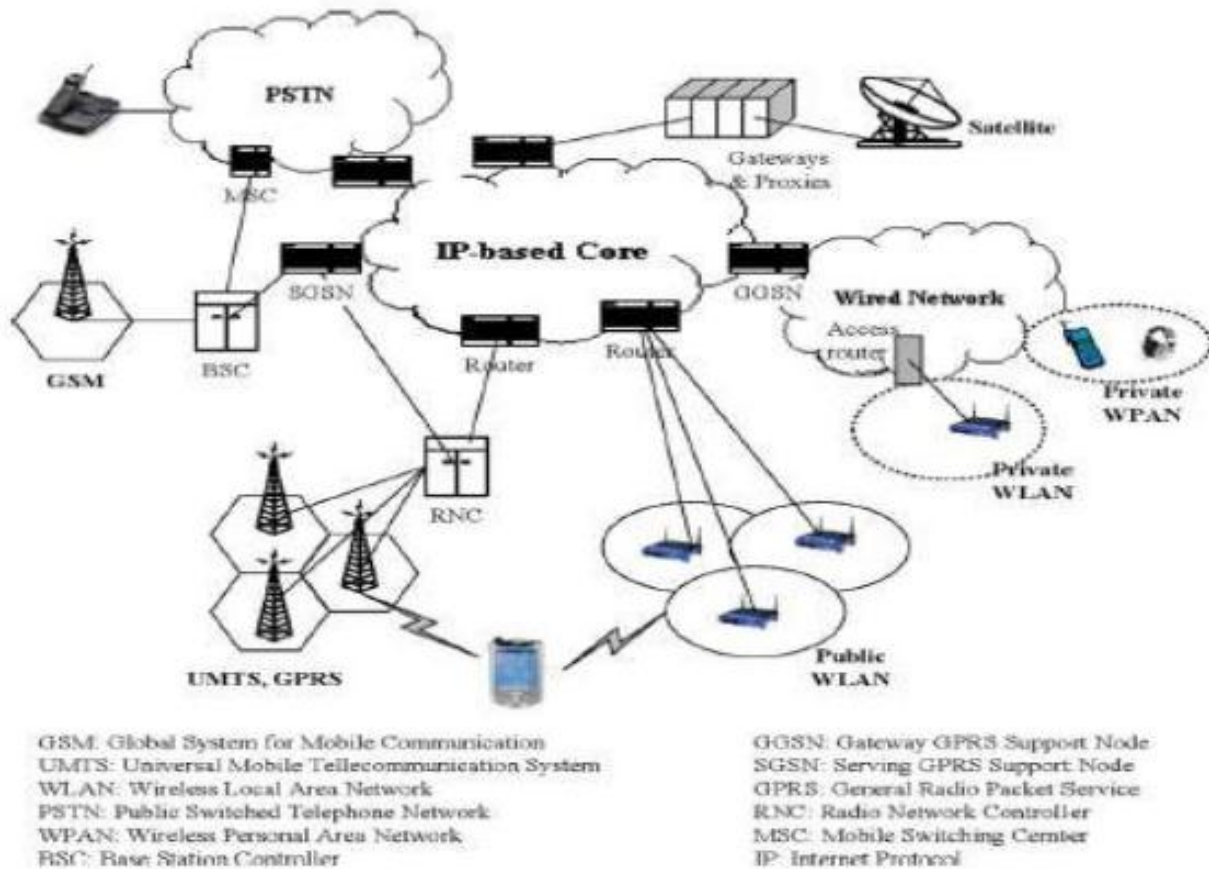 PSTN
Satellite
Gateways
& Proxies
MSC
IP-based Core
SGSN
GGSN
Wired Network
Access
router
GSM
BSC
Router
Router
Private
WPAN
Private
WLAN
RNC
UMTS, GPRS
Public
WLAN
GSM: Global System for Mobile Communication
UMTS: Universal Mobile Tellecommunication System
WLAN: Wireless Local Area Network
PSTN: Public Switched Telephone Network
WPAN: Wireless Personal Area Network
BSC: Base Station Controller
GGSN: Gateway GPRS Support Node
SGSN: Serving GPRS Support Node
GPRS: General Radio Packet Service
RNC: Radio Network Controller
MSC: Mobile Switching Cemter
IP: Internet Protocol